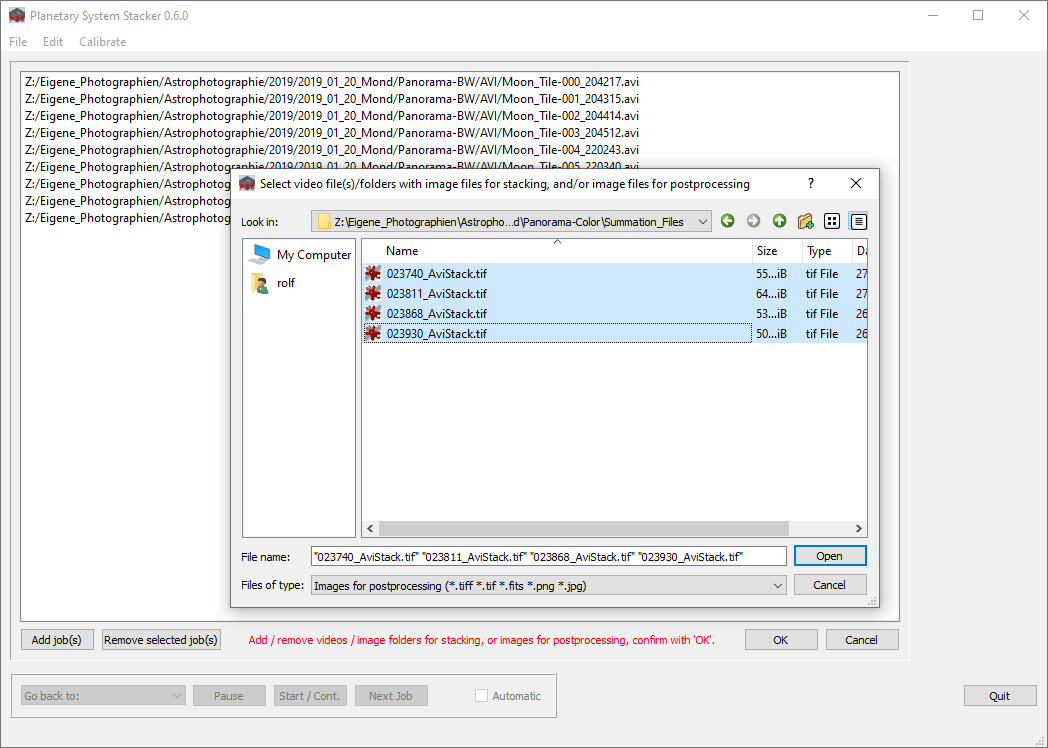 Planetary System Stacker 0.6.0
File Edit Calibrate
Z:/Eigene_Photographien/Astrophotographie/2019/2019_01_20_Mond/Panorama-BW/AVI/Moon_Tile-000_204217.avi
Z:/Eigene_Photographien/Astrophotographie/2019/2019_01_20_Mond/Panorama-BW/AVI/Moon_Tile-001_204315.avi
Z:/Eigene_Photographien/Astrophotographie/2019/2019_01_20_Mond/Panorama-BW/AVI/Moon_Tile-002_204414.avi
Z:/Eigene_Photographien/Astrophotographie/2019/2019_01_20_Mond/Panorama-BW/AVI/Moon_Tile-003_204512.avi
Z:/Eigene_Photographien/Astrophotographie/2019/2019_01_20_Mond/Panorama-BW/AVI/Moon_Tile-004_220243.avi
Z:/Eigene_Photographien/Astrophotographie/2019/2019_01_20_Mond/Panorama-BW/AVI/Moon_Tile-005_220340.avi
Z:/Eigene_Photographien/Astrophotog
Z:/Eigene_Photographien/Astrophotog
Z:/Eigene_Photographien/Astrophotog
Select video file(s)/folders with image files for stacking, and/or image files for postprocessing ?
Look in: Z:\Eigene_Photographien\Astropho...d\Panorama-Color\Summation_Files
My Computer
rolf
Name Size Type Da
023740_AviStack.tif 55...iB tif File 27
023811_AviStack.tif 64...iB tif File 27
023868_AviStack.tif 53...iB tif File 26
023930_AviStack.tif 50...iB tif File 26
File name: "023740_AviStack.tif" "023811_AviStack.tif" "023868_AviStack.tif" "023930_AviStack.tif" Open
Files of type: Images for postprocessing (*.tiff *.tif *.fits *.png *.jpg) Cancel
Add job(s) Remove selected job(s) Add / remove videos / image folders for stacking, or images for postprocessing, confirm with 'OK'. OK Cancel
Go back to: Pause Start / Cont. Next Job Automatic Quit